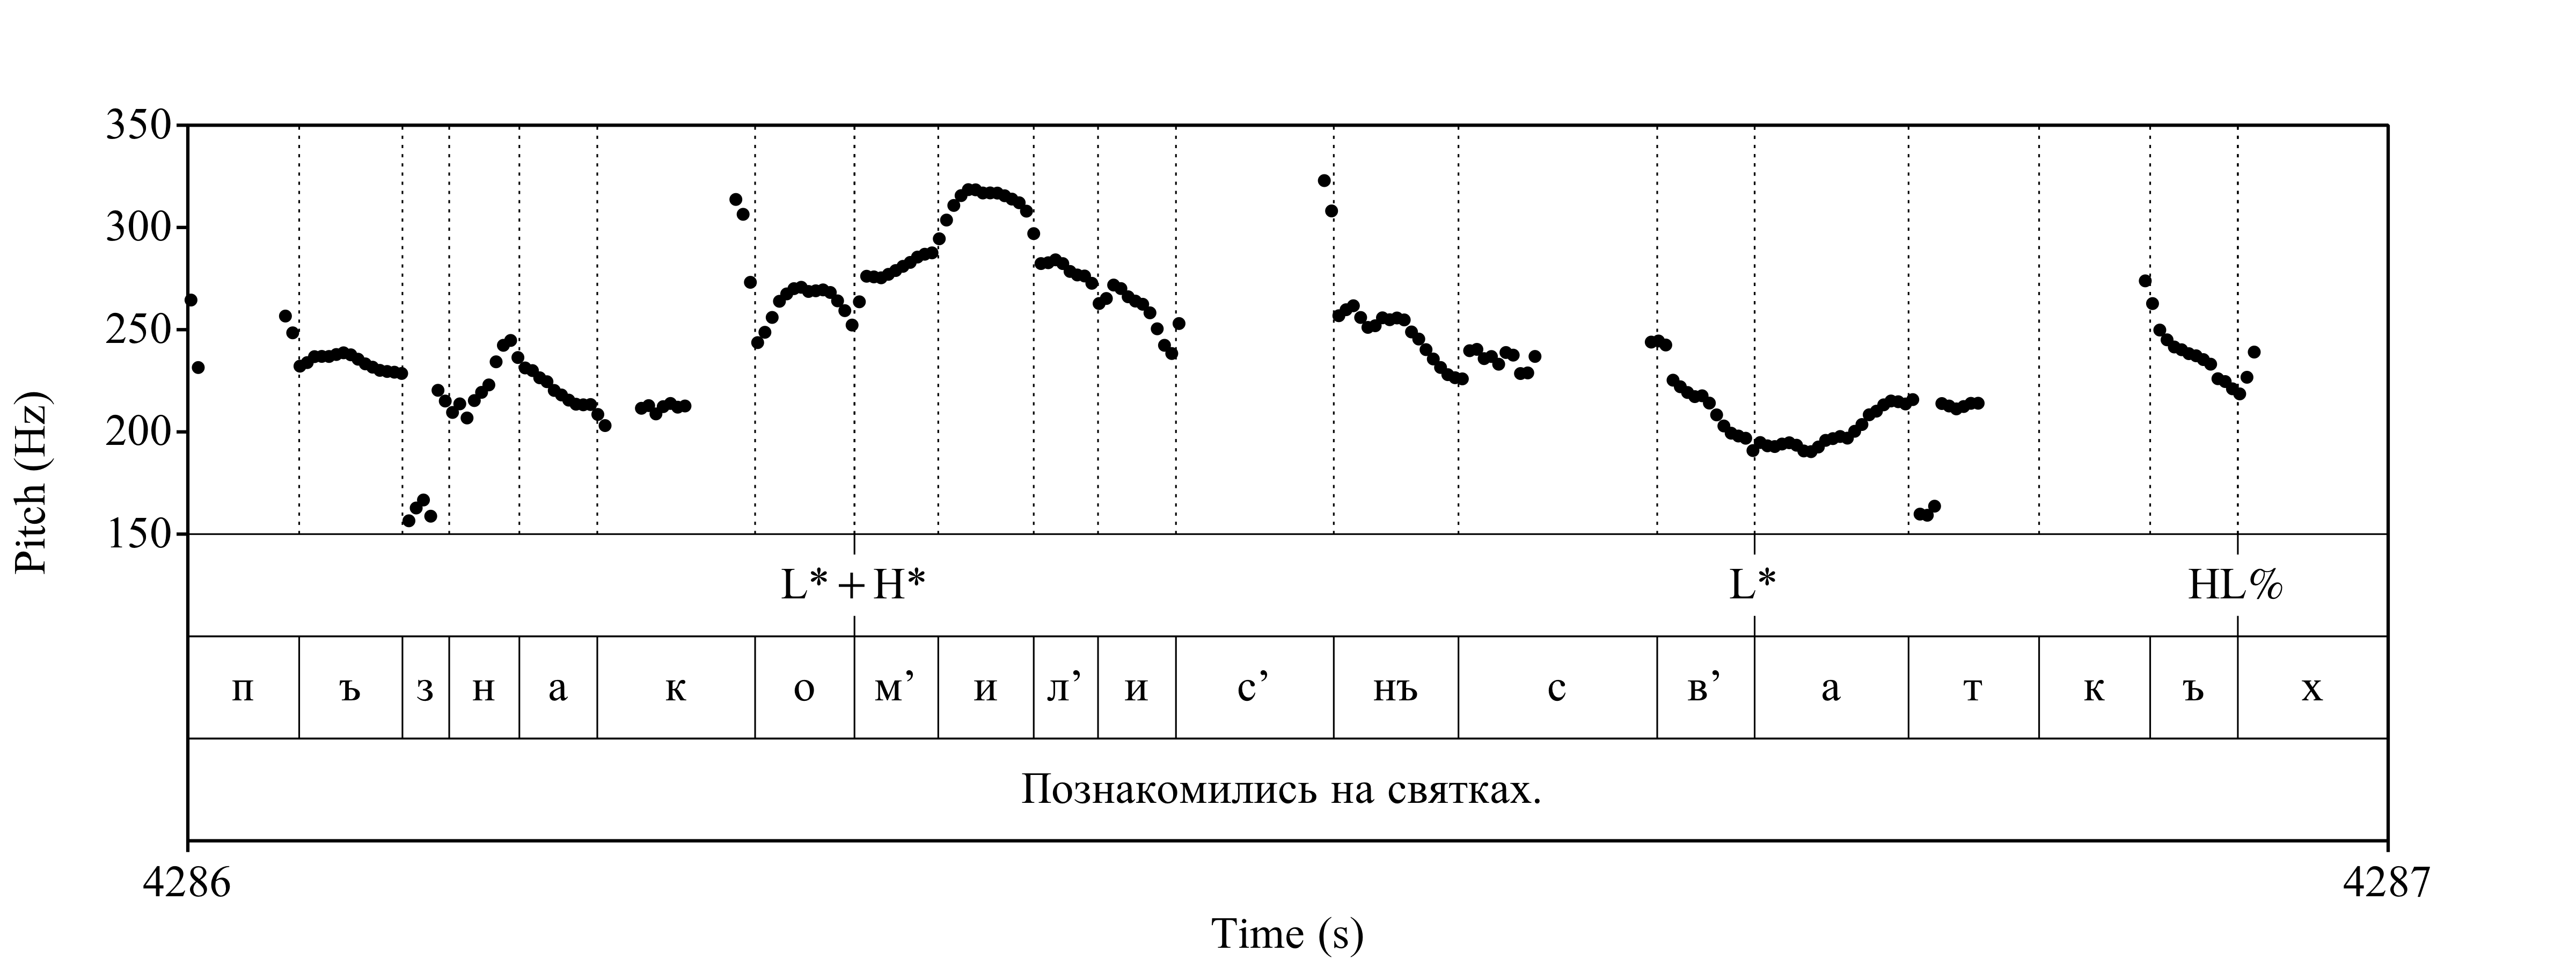 350
300
250
200
150
Pitch (Hz)
L* + H* L* HL%
п ъ з н а к о м’ и л’ и с’ нъ с в’ а т к ъ х
Познакомились на святках.
4286 4287
Time (s)